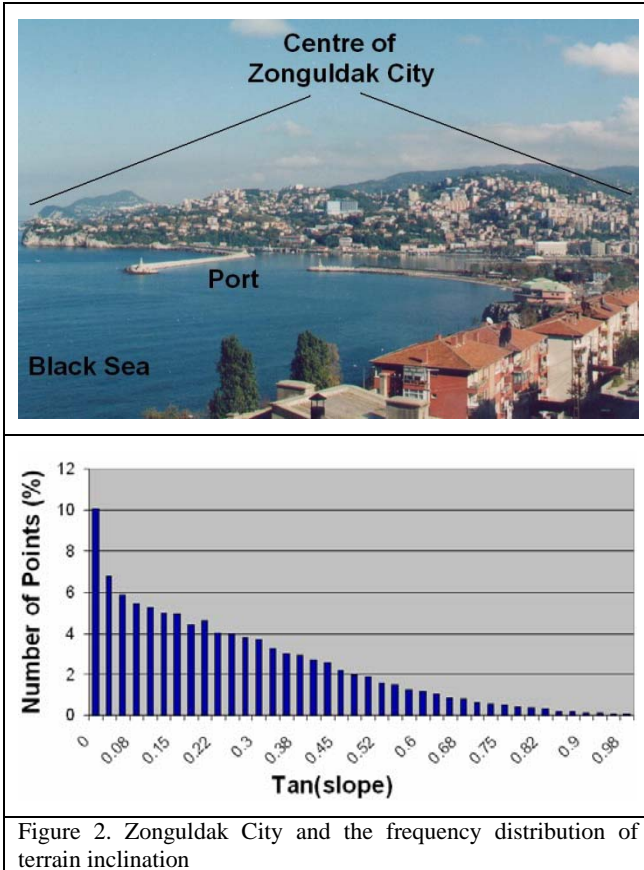 Centre of
Zonguldak City
Port
Black Sea
Number of Points (%)
12
10
8
6
4
2
0
0 0.08 0.15 0.22 0.3 0.38 0.45 0.52 0.6 0.68 0.75 0.82 0.9 0.98
Tan(slope)
Figure 2. Zonguldak City and the frequency distribution of
terrain inclination